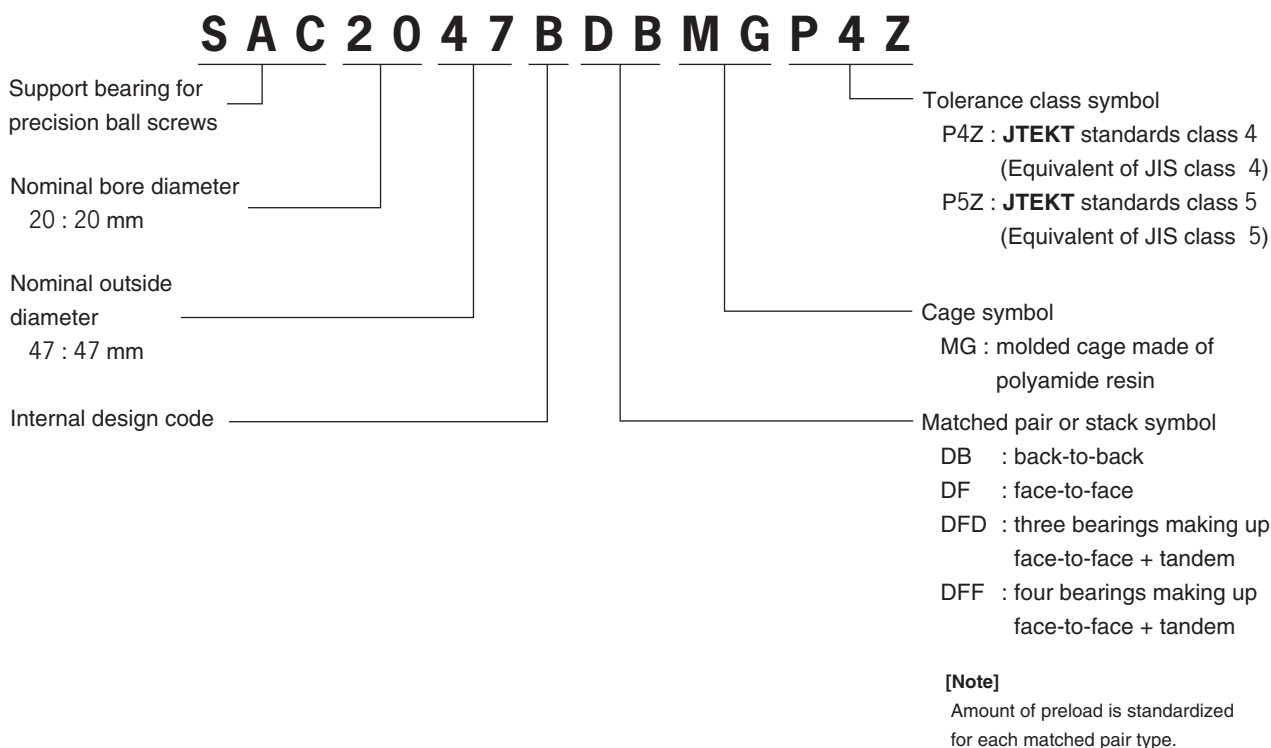 SAC2047BDBMGP4Z
Support bearing for
precision ball screws
Nominal bore diameter
20 : 20 mm
Nominal outside
diameter
47 : 47 mm
Internal design code
Tolerance class symbol
P4Z : JTEKT standards class 4
(Equivalent of JIS class 4)
P5Z : JTEKT standards class 5
(Equivalent of JIS class 5)
Cage symbol
MG : molded cage made of
polyamide resin
Matched pair or stack symbol
DB : back-to-back
DF : face-to-face
DFD : three bearings making up
face-to-face + tandem
DFF : four bearings making up
face-to-face + tandem
[Note]
Amount of preload is standardized
for each matched pair type.